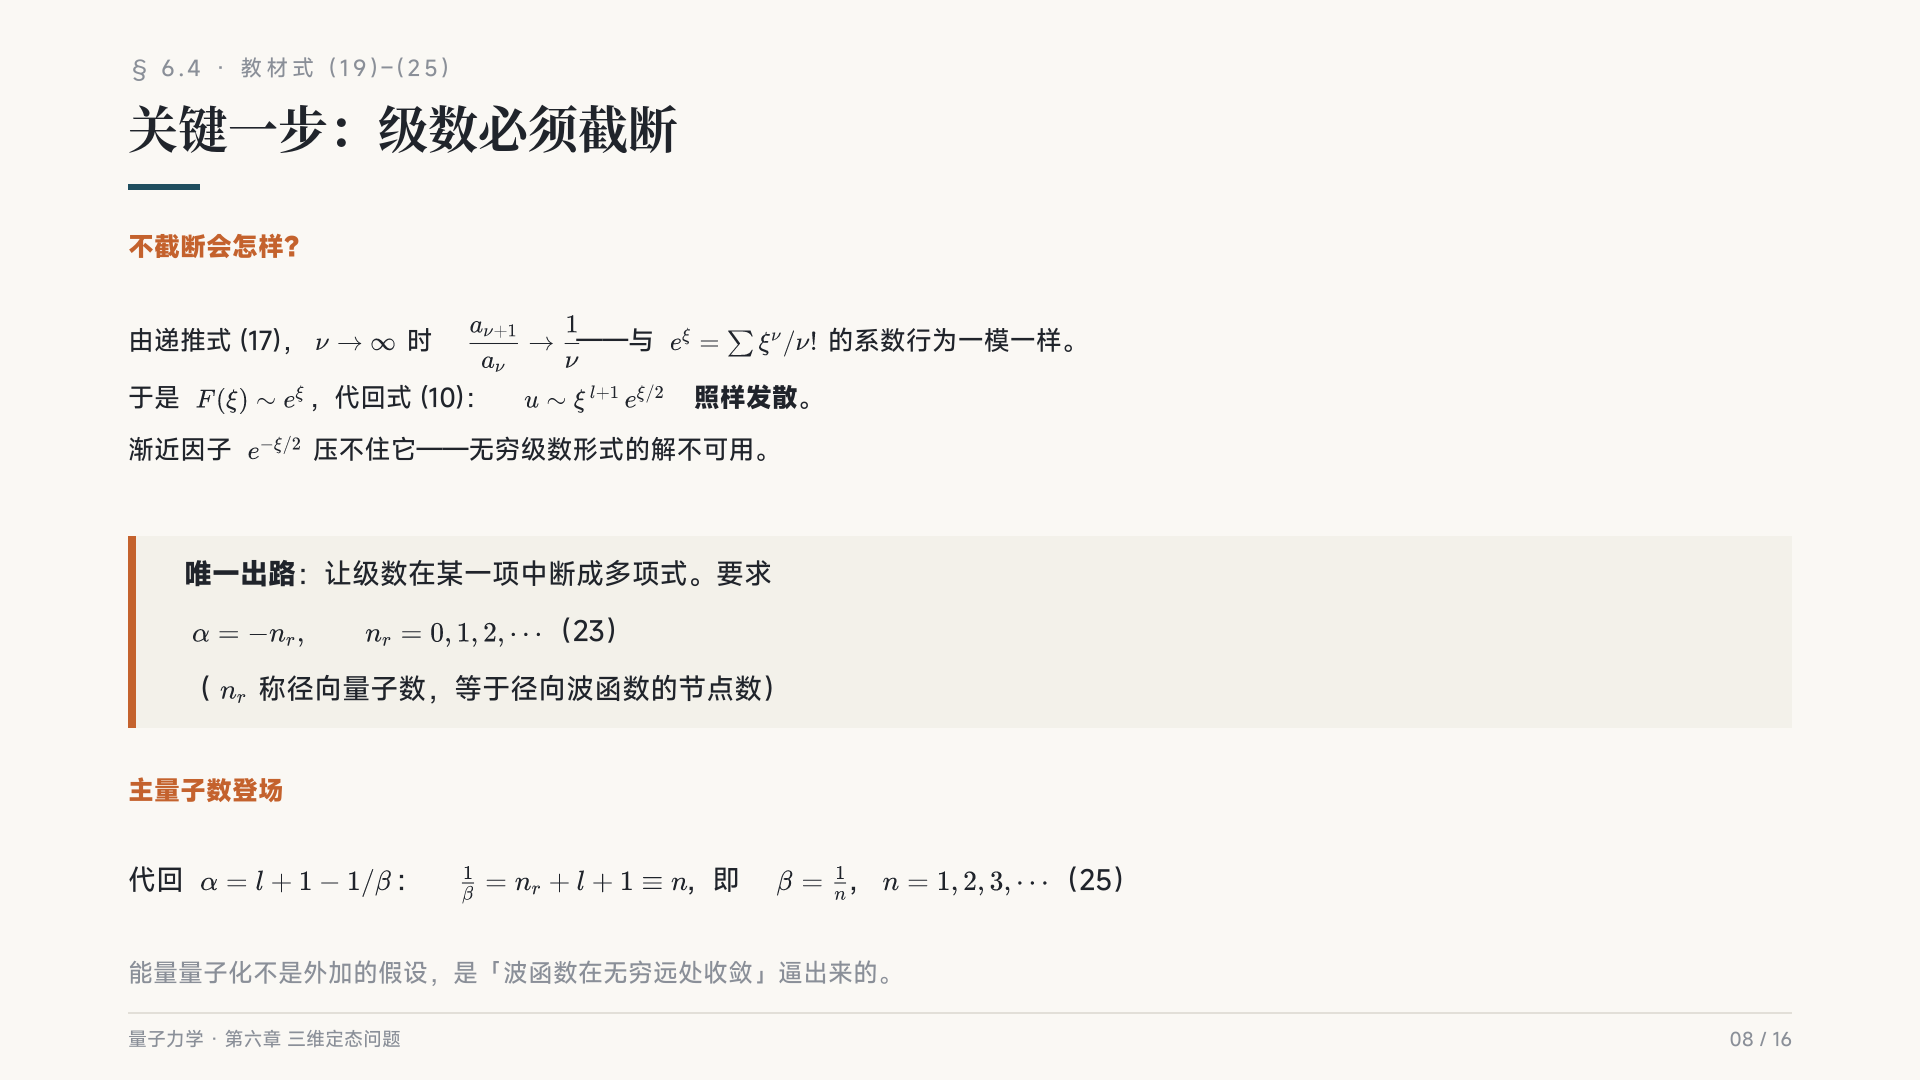 § 6.4 · 教材式 (19)–(25)
关键一步：级数必须截断
不截断会怎样？
由递推式 (17)， ν → ∞ 时 a_{ν+1}/a_ν → 1/ν——与 e^ξ = ∑ ξ^ν/ν! 的系数行为一模一样。
于是 F(ξ) ∼ e^ξ，代回式 (10)： u ∼ ξ^{l+1} e^{ξ/2} 照样发散。
渐近因子 e^{−ξ/2} 压不住它——无穷级数形式的解不可用。
唯一出路：让级数在某一项中断成多项式。要求
α = −n_r, n_r = 0, 1, 2, ⋯ （23）
（ n_r 称径向量子数，等于径向波函数的节点数）
主量子数登场
代回 α = l + 1 − 1/β： 1/β = n_r + l + 1 ≡ n，即 β = 1/n， n = 1, 2, 3, ⋯ （25）
能量量子化不是外加的假设，是「波函数在无穷远处收敛」逼出来的。
量子力学 · 第六章 三维定态问题
08 / 16